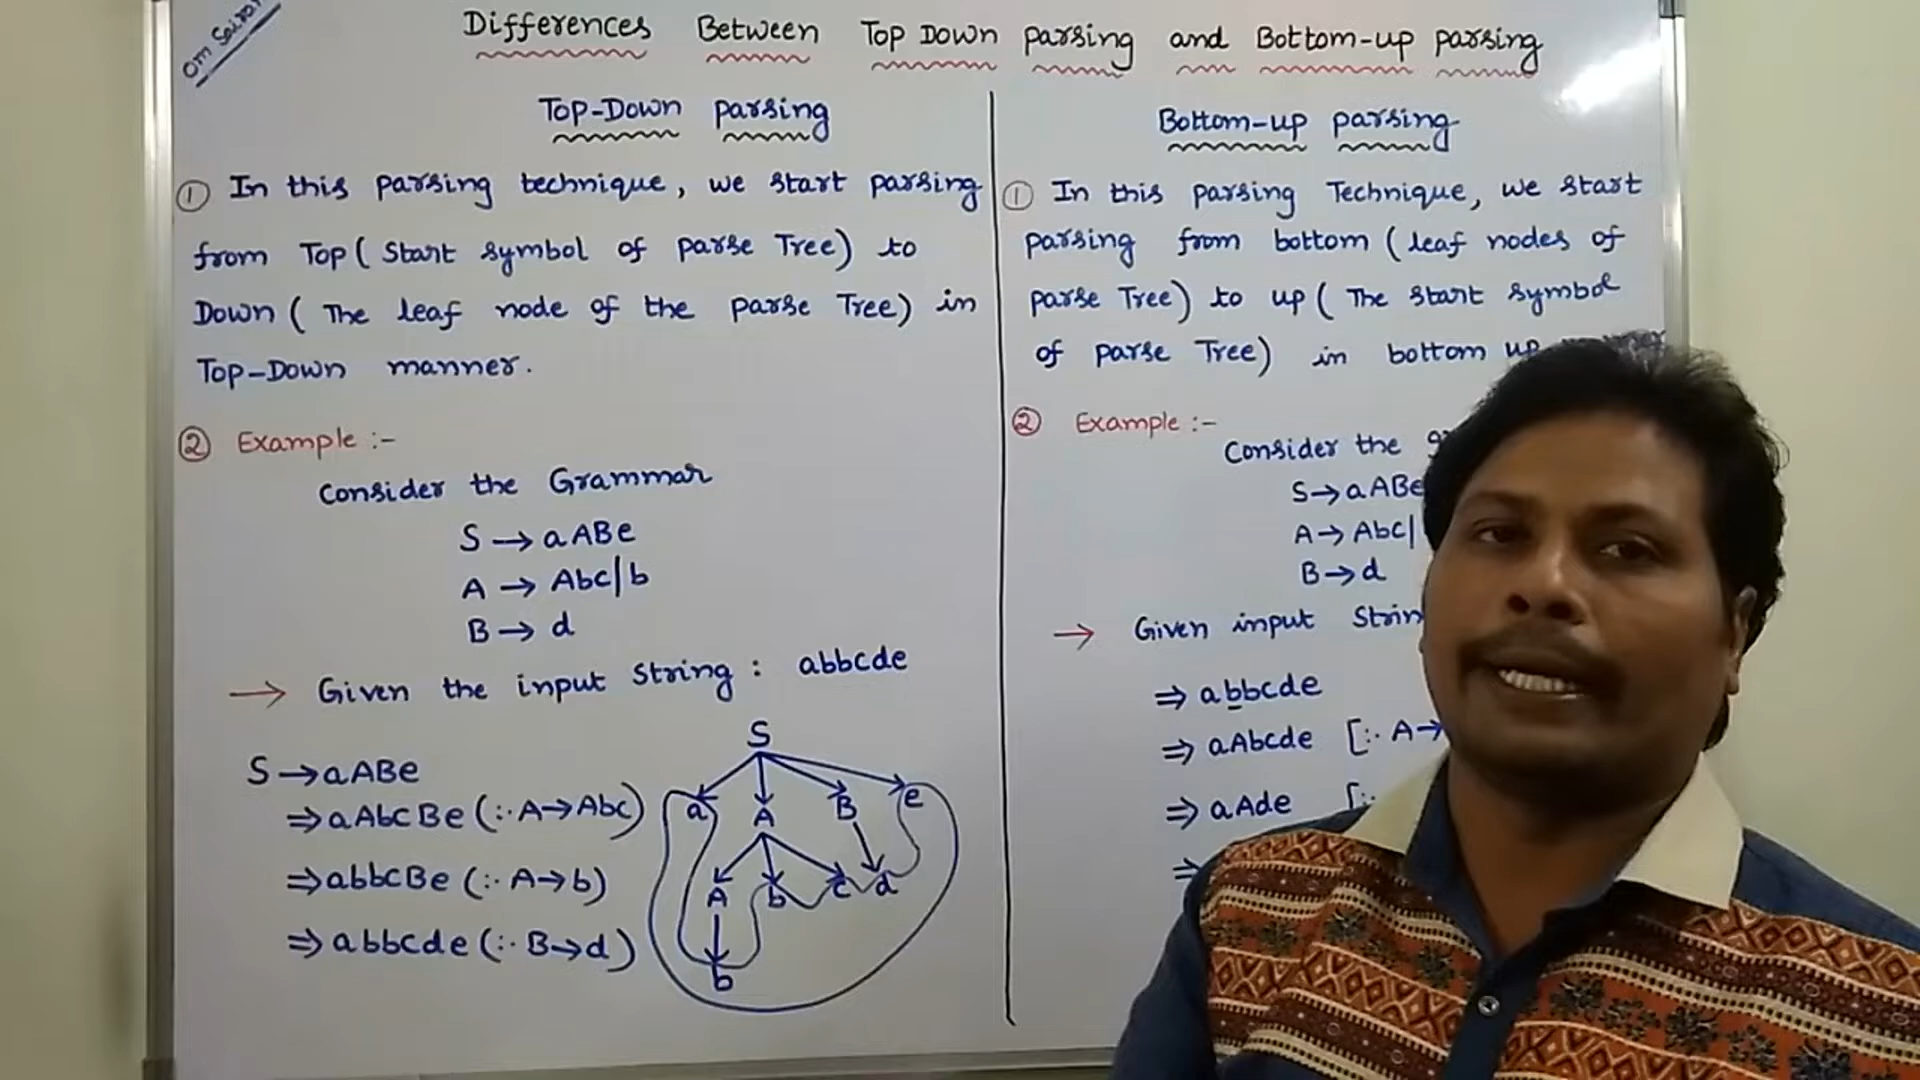 Om Sairam
Differences Between Top Down parsing and Bottom-up parsing
Top-Down parsing
① In this parsing technique, we start parsing
from Top (Start symbol of parse Tree) to
Down ( The leaf node of the parse Tree) in
Top-Down manner.
② Example :-
Consider the Grammar
S → aABe
A → Abc|b
B → d
→ Given the input string : abbcde
S → aABe
⇒ aAbcBe (∵ A→Abc)
⇒ abbcBe (∵ A→b)
⇒ abbcde (∵ B→d)
S
a A B e
A b c d
b
Bottom-up parsing
① In this parsing Technique, we start
parsing from bottom ( leaf nodes of
parse Tree) to up ( The start symbol
of parse Tree) in bottom up
② Example :-
Consider the
S → aABe
A → Abc|
B → d
→ Given input Strin
⇒ abbcde
⇒ aAbcde [∵ A→
⇒ aAde [∵
⇒